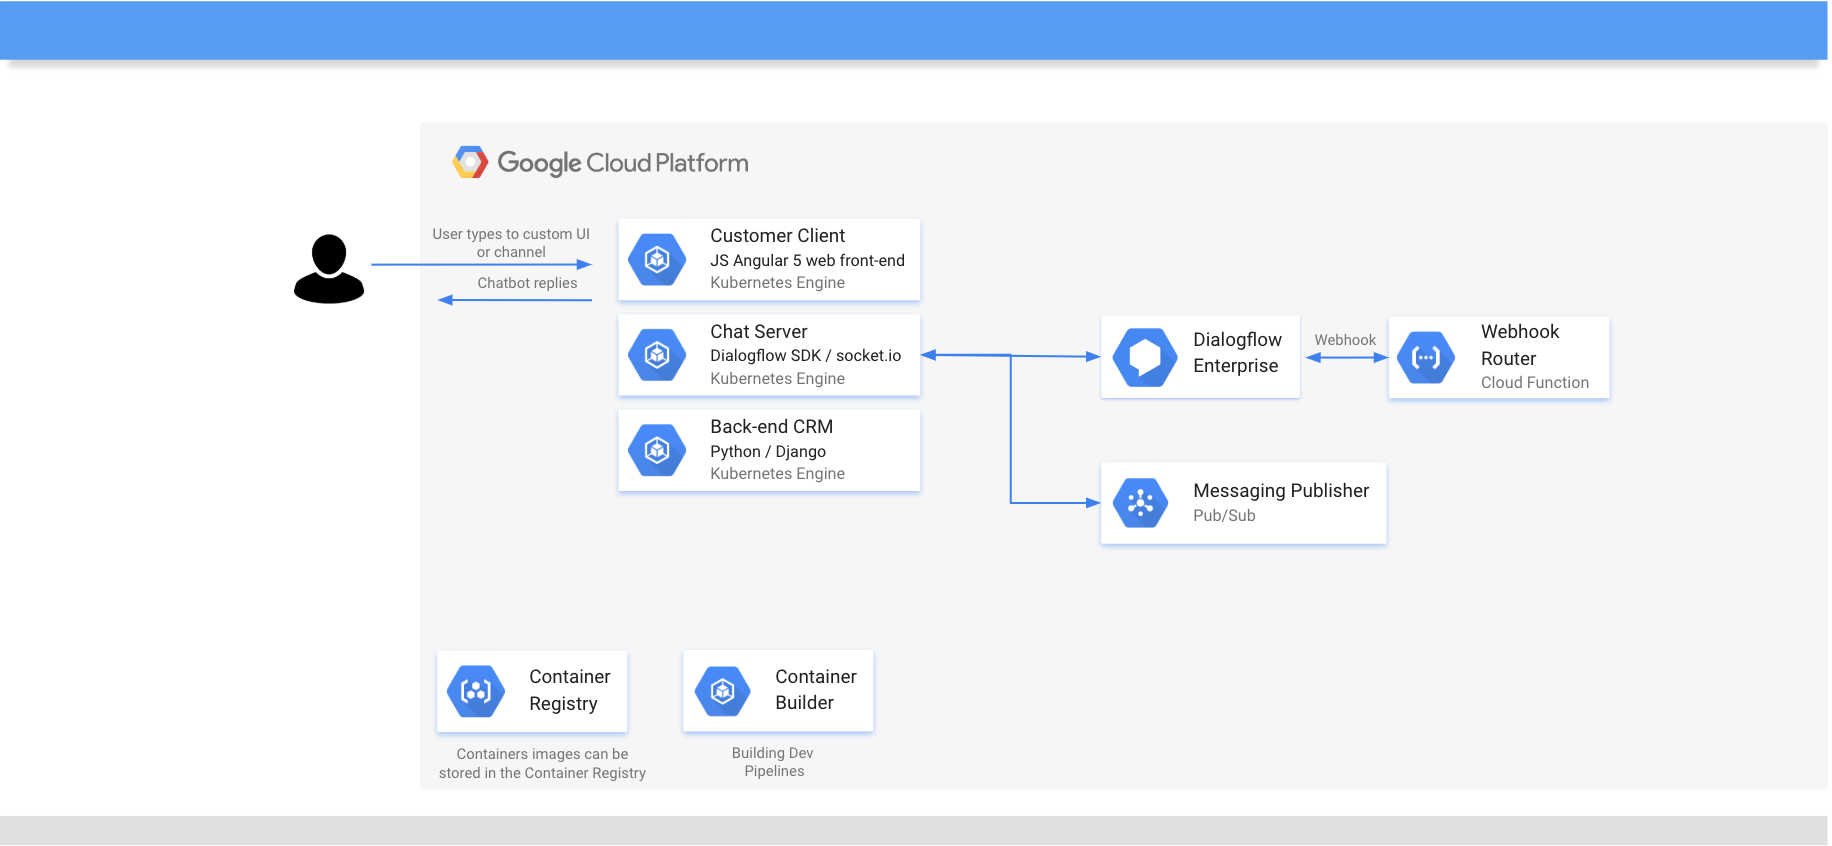 Google Cloud Platform
User types to custom UI
or channel
Chatbot replies
Customer Client
JS Angular 5 web front-end
Kubernetes Engine
Chat Server
Dialogflow SDK / socket.io
Kubernetes Engine
Back-end CRM
Python / Django
Kubernetes Engine
Dialogflow
Enterprise
Webhook
Webhook
Router
Cloud Function
Messaging Publisher
Pub/Sub
Container
Registry
Containers images can be
stored in the Container Registry
Container
Builder
Building Dev
Pipelines